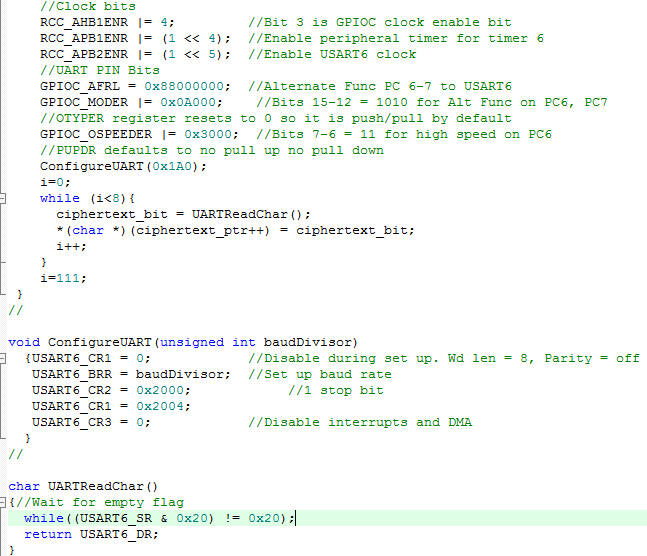 //Clock bits
RCC_AHB1ENR |= 4;         //Bit 3 is GPIOC clock enable bit
RCC_APB1ENR |= (1 << 4);  //Enable peripheral timer for timer 6
RCC_APB2ENR |= (1 << 5);  //Enable USART6 clock
//UART PIN Bits
GPIOC_AFRL = 0x88000000;  //Alternate Func PC 6-7 to USART6
GPIOC_MODER |= 0x0A000;    //Bits 15-12 = 1010 for Alt Func on PC6, PC7
//OTYPER register resets to 0 so it is push/pull by default
GPIOC_OSPEEDER |= 0x3000;  //Bits 7-6 = 11 for high speed on PC6
//PUPDR defaults to no pull up no pull down
ConfigureUART(0x1A0);
i=0;
while (i<8){
ciphertext_bit = UARTReadChar();
*(char *)(ciphertext_ptr++) = ciphertext_bit;
i++;
}
i=111;
}
//
void ConfigureUART(unsigned int baudDivisor)
{USART6_CR1 = 0;            //Disable during set up. Wd len = 8, Parity = off
USART6_BRR = baudDivisor;  //Set up baud rate
USART6_CR2 = 0x2000;            //1 stop bit
USART6_CR1 = 0x2004;
USART6_CR3 = 0;            //Disable interrupts and DMA
}
//
char UARTReadChar()
{//Wait for empty flag
while((USART6_SR & 0x20) != 0x20);
return USART6_DR;
}